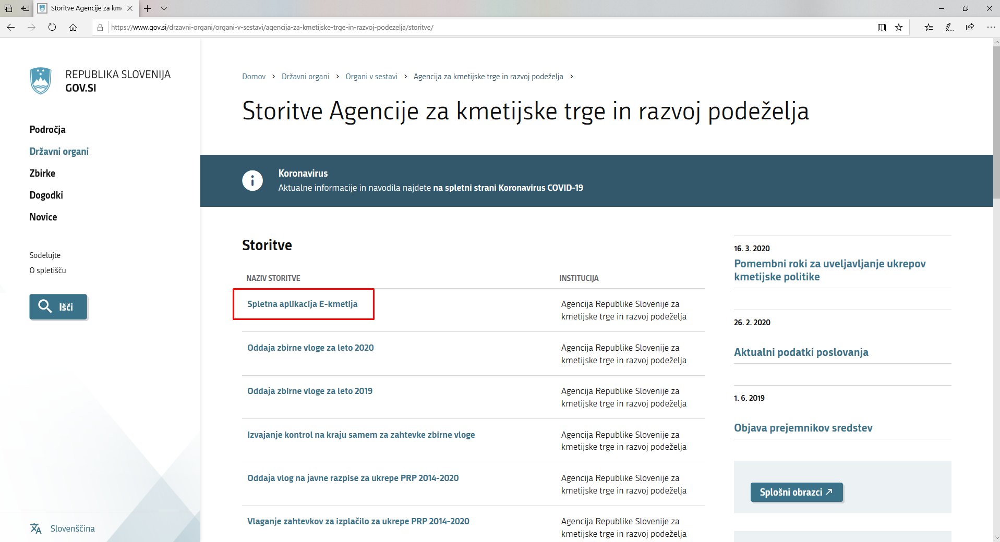 Storitve Agencije za km
https://www.gov.si/drzavni-organi/organi-v-sestavi/agencija-za-kmetijske-trge-in-razvoj-podezelja/storitve/
REPUBLIKA SLOVENIJA
GOV.SI
Področja
Državni organi
Zbirke
Dogodki
Novice
Sodelujte
O spletišču
Išči
Slovenščina
Domov > Državni organi > Organi v sestavi > Agencija za kmetijske trge in razvoj podeželja >
Storitve Agencije za kmetijske trge in razvoj podeželja
Koronavirus
Aktualne informacije in navodila najdete na spletni strani Koronavirus COVID-19
Storitve
NAZIV STORITVE INSTITUCIJA
Spletna aplikacija E-kmetija
Agencija Republike Slovenije za
kmetijske trge in razvoj podeželja
Oddaja zbirne vloge za leto 2020
Agencija Republike Slovenije za
kmetijske trge in razvoj podeželja
Oddaja zbirne vloge za leto 2019
Agencija Republike Slovenije za
kmetijske trge in razvoj podeželja
Izvajanje kontrol na kraju samem za zahtevke zbirne vloge
Agencija Republike Slovenije za
kmetijske trge in razvoj podeželja
Oddaja vlog na javne razpise za ukrepe PRP 2014-2020
Agencija Republike Slovenije za
kmetijske trge in razvoj podeželja
Vlaganje zahtevkov za izplačilo za ukrepe PRP 2014-2020
Agencija Republike Slovenije za
kmetijske trge in razvoj podeželja
16. 3. 2020
Pomembni roki za uveljavljanje ukrepov
kmetijske politike
26. 2. 2020
Aktualni podatki poslovanja
1. 6. 2019
Objava prejemnikov sredstev
Splošni obrazci